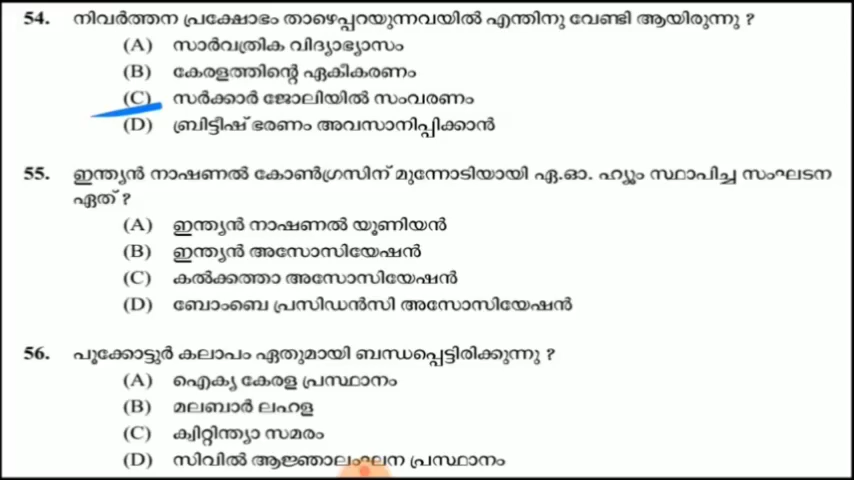 54. നിവർത്തന പ്രക്ഷോഭം താഴെപ്പറയുന്നവയിൽ എന്തിനു വേണ്ടി ആയിരുന്നു ?
(A) സാർവത്രിക വിദ്യാഭ്യാസം
(B) കേരളത്തിന്റെ ഏകീകരണം
(C) സർക്കാർ ജോലിയിൽ സംവരണം
(D) ബ്രിട്ടീഷ് ഭരണം അവസാനിപ്പിക്കാൻ
55. ഇന്ത്യൻ നാഷണൽ കോൺഗ്രസിന് മുന്നോടിയായി ഏ.ഓ. ഹ്യൂം സ്ഥാപിച്ച സംഘടന
ഏത് ?
(A) ഇന്ത്യൻ നാഷണൽ യൂണിയൻ
(B) ഇന്ത്യൻ അസോസിയേഷൻ
(C) കൽക്കത്താ അസോസിയേഷൻ
(D) ബോംബെ പ്രസിഡൻസി അസോസിയേഷൻ
56. പൂക്കോട്ടൂർ കലാപം ഏതുമായി ബന്ധപ്പെട്ടിരിക്കുന്നു ?
(A) ഐക്യ കേരള പ്രസ്ഥാനം
(B) മലബാർ ലഹള
(C) ക്വിറ്റിന്ത്യാ സമരം
(D) സിവിൽ ആജ്ഞാലംഘന പ്രസ്ഥാനം